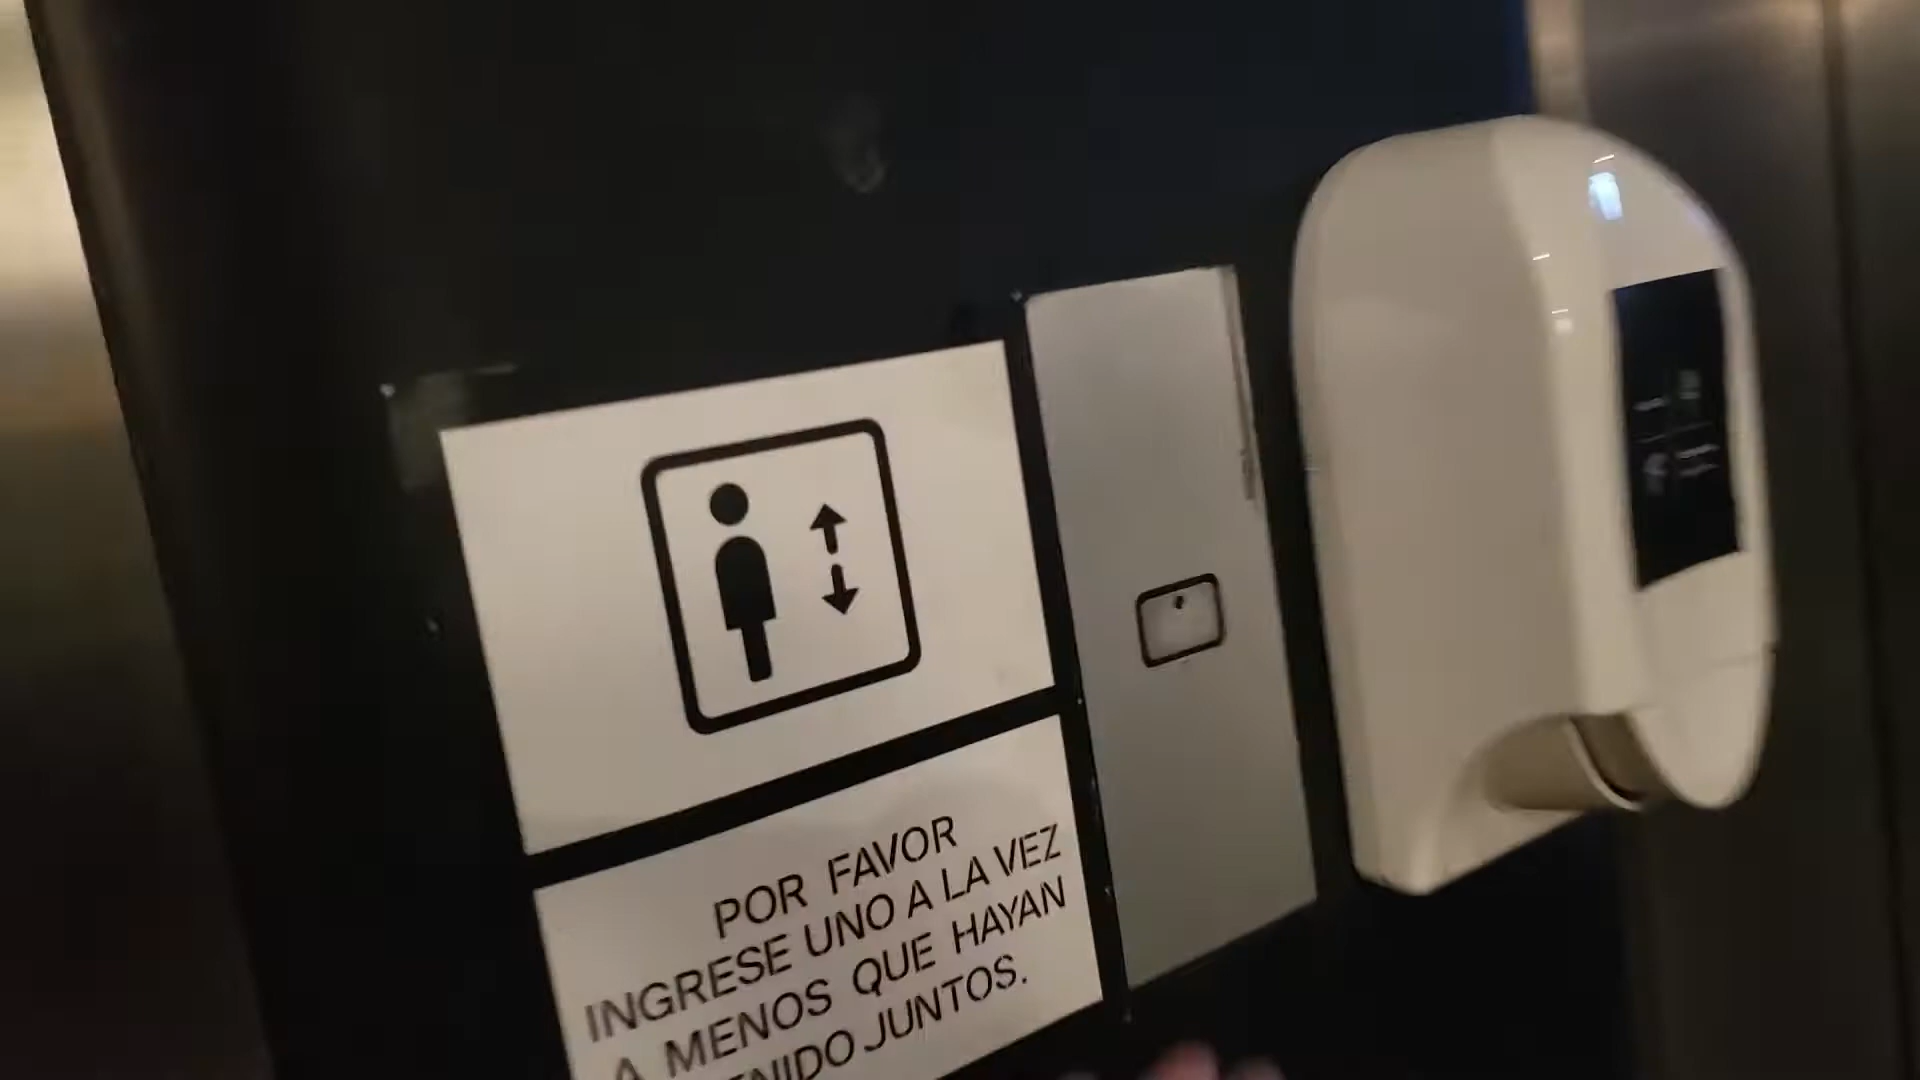 POR FAVOR
INGRESE UNO A LA VEZ
A MENOS QUE HAYAN
JUNTOS.